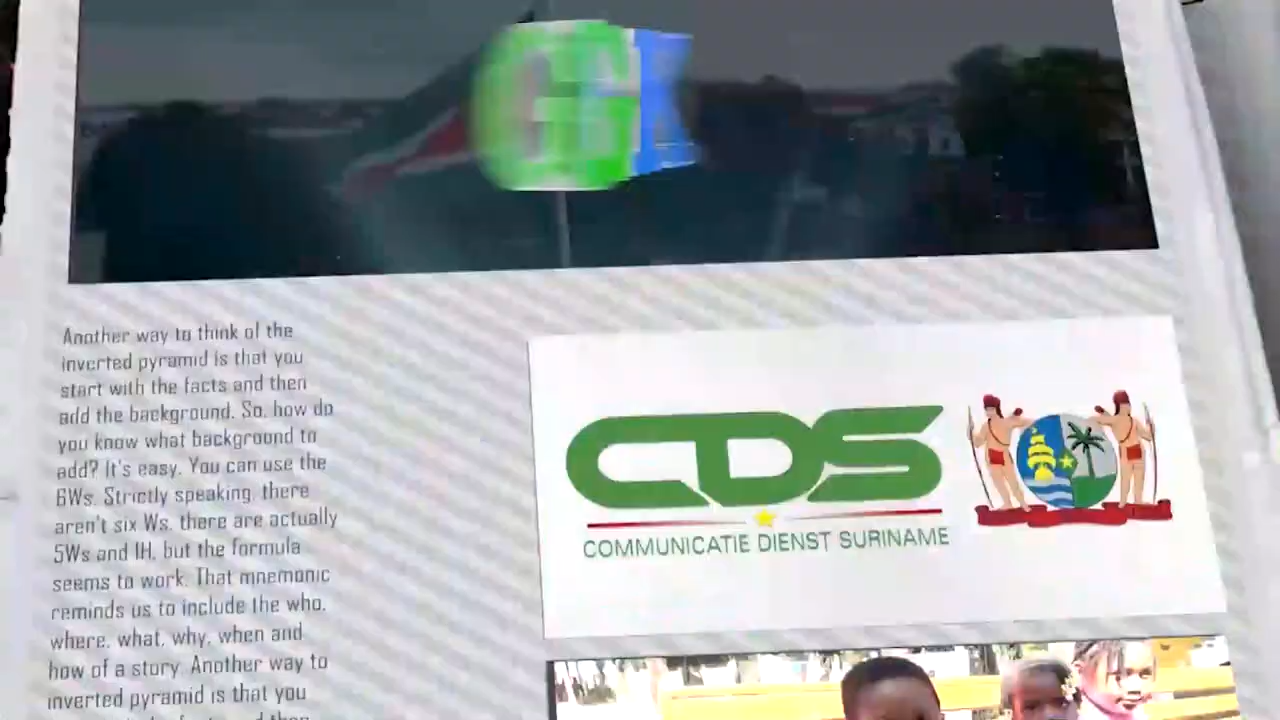 Another way to think of the
inverted pyramid is that you
start with the facts and then
add the background. So, how do
you know what background to
add? It's easy. You can use the
6Ws. Strictly speaking, there
aren't six Ws, there are actually
5Ws and 1H, but the formula
seems to work. That mnemonic
reminds us to include the who,
where, what, why, when and
how of a story. Another way to
inverted pyramid is that you
CDS
COMMUNICATIE DIENST SURINAME